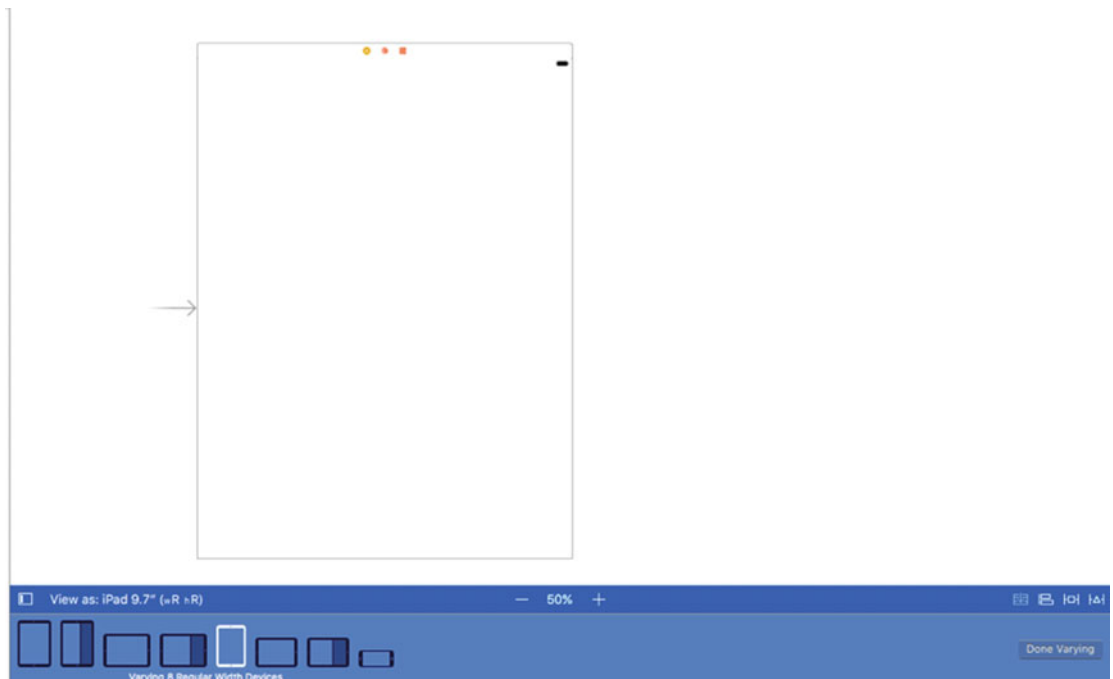 View as: iPad 9.7" (wR hR)
50%
Done Varying
Varying 8 Regular Width Devices